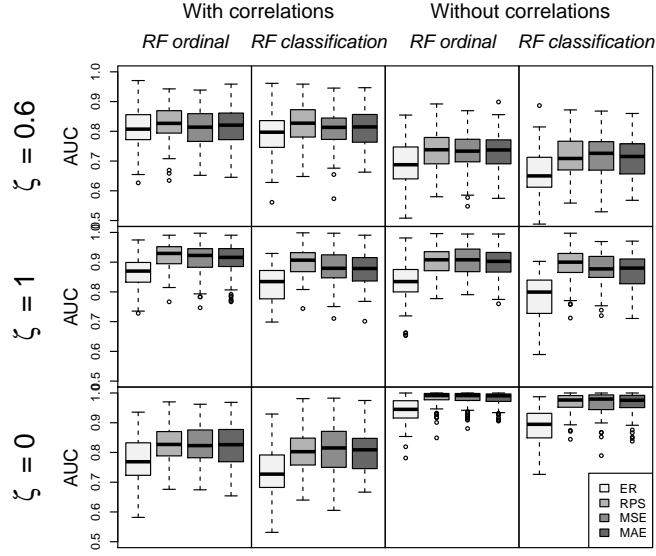 With correlations Without correlations
RF ordinal RF classification RF ordinal RF classification
ζ = 0.6
AUC
0.5 0.6 0.7 0.8 0.9 1.0
ζ = 1
AUC
0.5 0.6 0.7 0.8 0.9 1.0
ζ = 0
AUC
0.5 0.6 0.7 0.8 0.9 1.0
ER
RPS
MSE
MAE